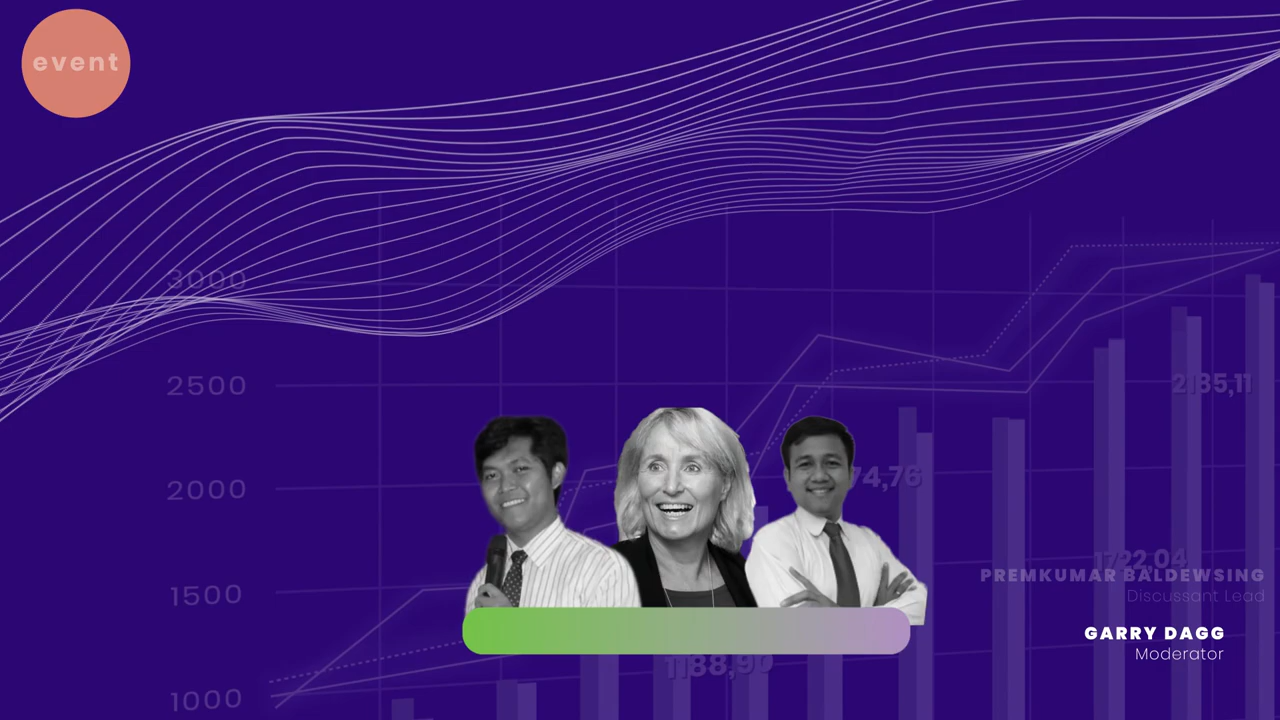 event
3000
2500
2000
1500
1000
74,76
2185,11
1722,04
1188,90
PREMKUMAR BALDEWSING
Discussant Lead
GARRY DAGG
Moderator